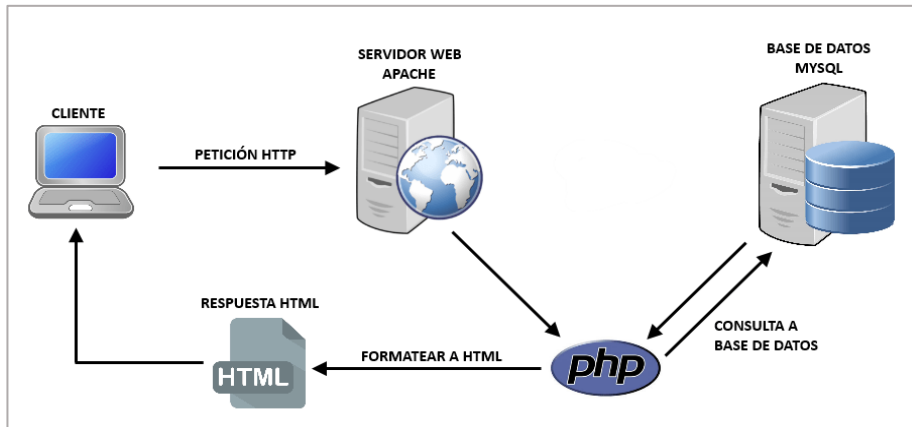 SERVIDOR WEB
APACHE
BASE DE DATOS
MYSQL
CLIENTE
PETICIÓN HTTP
RESPUESTA HTML
CONSULTA A
BASE DE DATOS
FORMATEAR A HTML
HTML
php